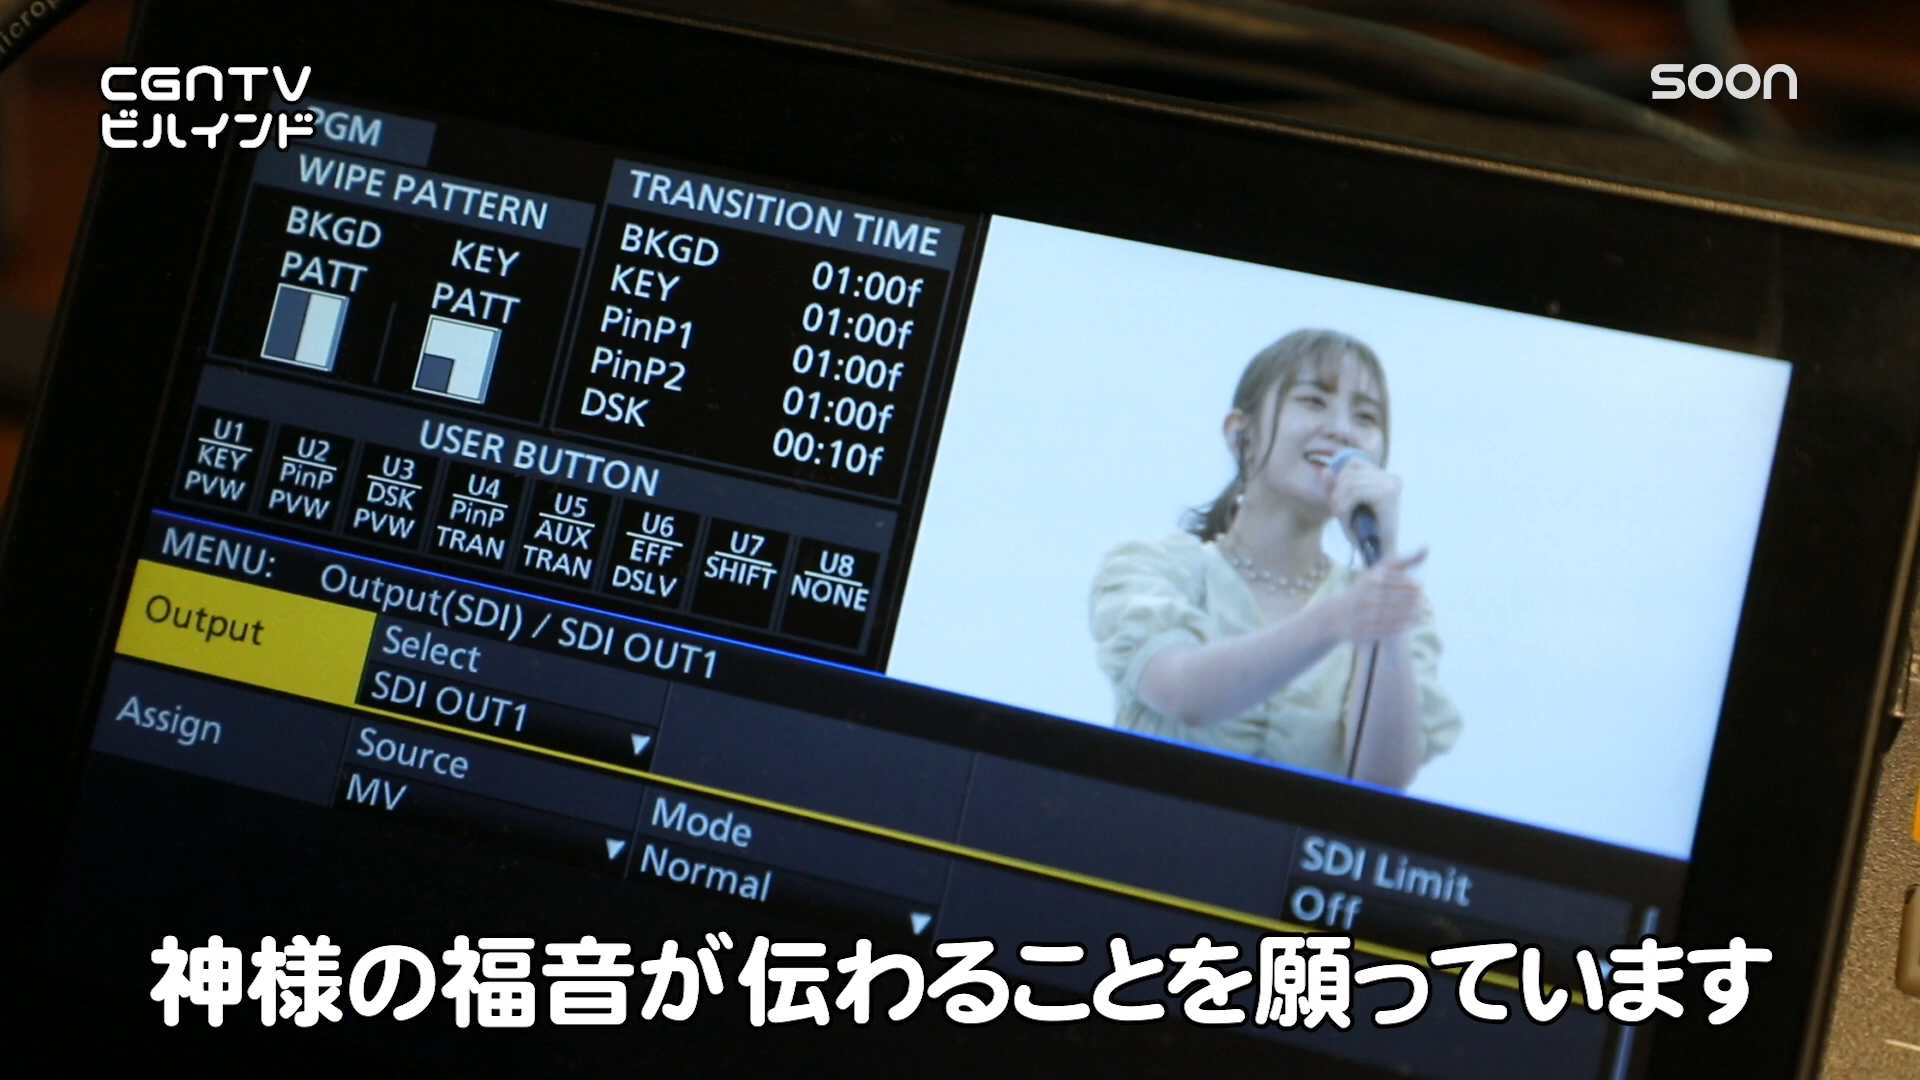 CGNTV
ビハインド
soon
PGM
WIPE PATTERN
BKGD
PATT
KEY
PATT
TRANSITION TIME
BKGD 01:00f
KEY 01:00f
PinP1 01:00f
PinP2 01:00f
DSK 00:10f
USER BUTTON
U1 KEY PVW
U2 PinP PVW
U3 DSK PVW
U4 PinP TRAN
U5 AUX TRAN
U6 EFF DSLV
U7 SHIFT
U8 NONE
MENU: Output(SDI) / SDI OUT1
Output
Select
SDI OUT1
Assign
Source
MV
Mode
Normal
SDI Limit
Off
神様の福音が伝わることを願っています